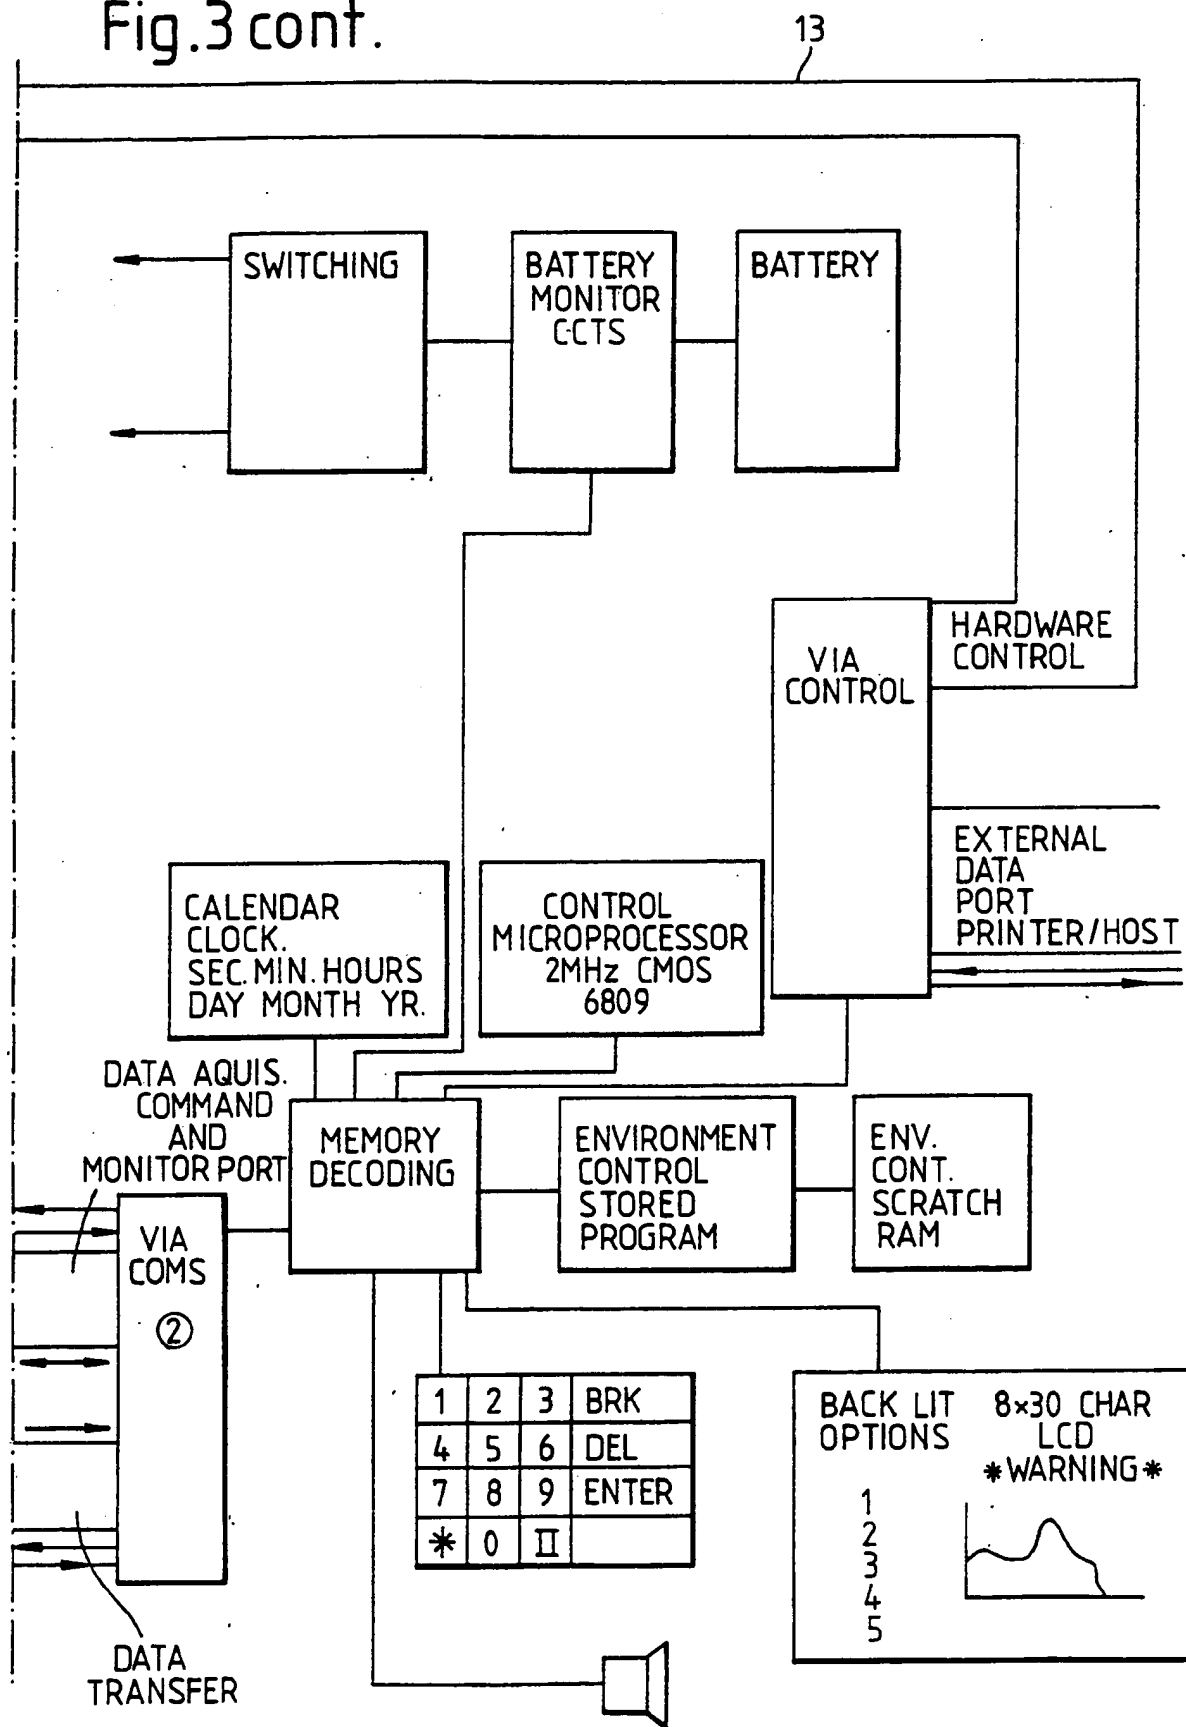 Fig.3 cont.
13
SWITCHING
BATTERY
MONITOR
CCTS
BATTERY
HARDWARE
CONTROL
VIA
CONTROL
EXTERNAL
DATA
PORT
PRINTER/HOST
CALENDAR
CLOCK.
SEC. MIN. HOURS
DAY MONTH YR.
CONTROL
MICROPROCESSOR
2MHz CMOS
6809
DATA AQUIS.
COMMAND
AND
MONITOR PORT
MEMORY
DECODING
ENVIRONMENT
CONTROL
STORED
PROGRAM
ENV.
CONT.
SCRATCH
RAM
VIA
COMS
②
1 2 3 BRK
4 5 6 DEL
7 8 9 ENTER
* 0 II
BACK LIT
OPTIONS
8×30 CHAR
LCD
*WARNING*
1
2
3
4
5
DATA
TRANSFER